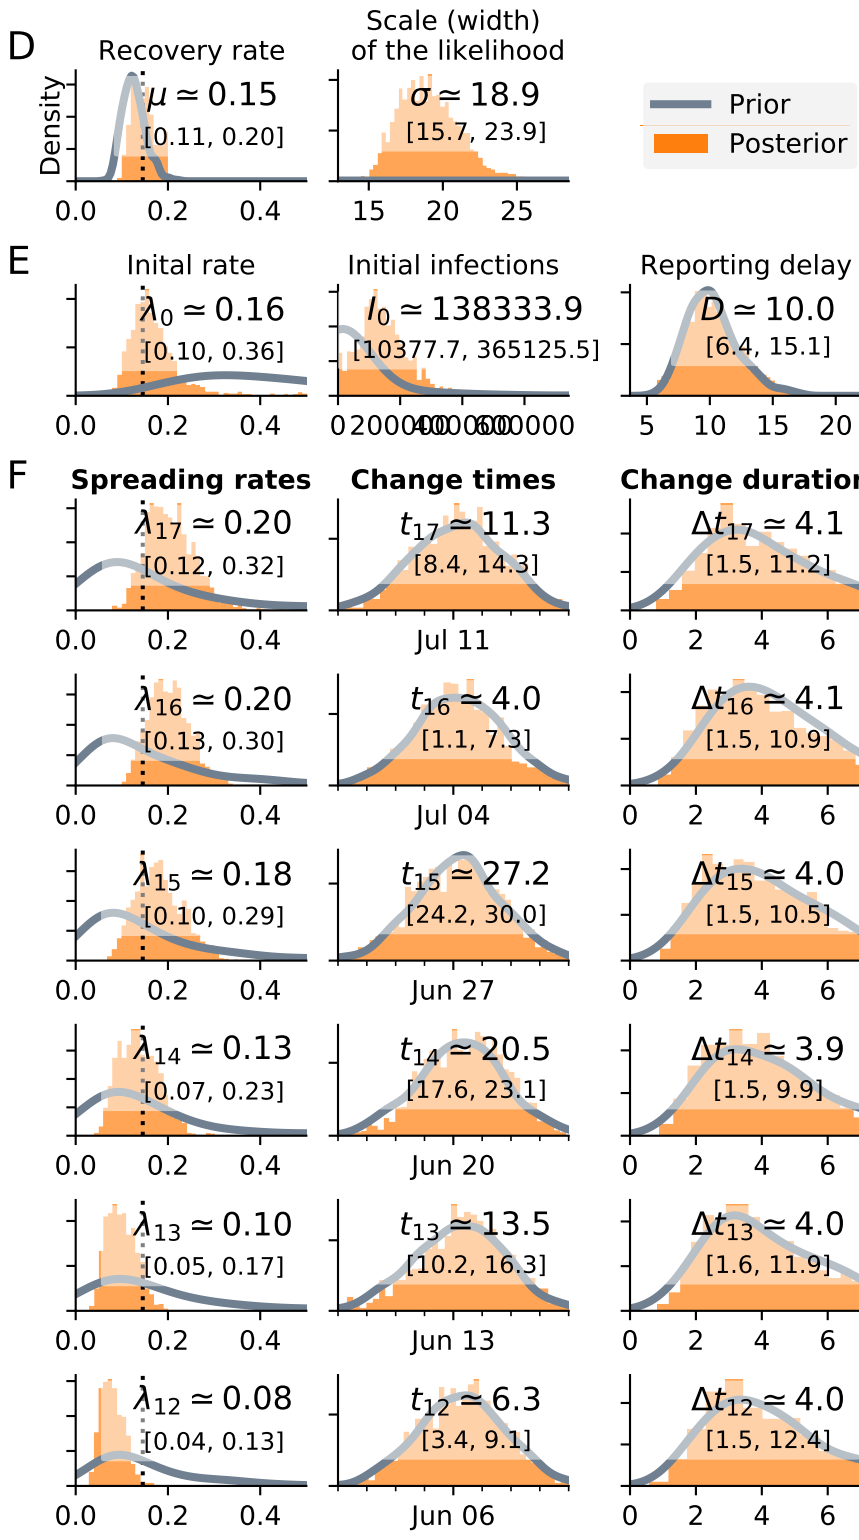 D
Recovery rate
Scale (width)
of the likelihood
Density
μ ≃ 0.15
[0.11, 0.20]
0.0 0.2 0.4
σ ≃ 18.9
[15.7, 23.9]
15 20 25
Prior
Posterior
E
Inital rate
Initial infections
Reporting delay
λ0 ≃ 0.16
[0.10, 0.36]
0.0 0.2 0.4
I0 ≃ 138333.9
[10377.7, 365125.5]
0 200000 400000 600000
D ≃ 10.0
[6.4, 15.1]
5 10 15 20
F
Spreading rates
Change times
Change duration
λ17 ≃ 0.20
[0.12, 0.32]
0.0 0.2 0.4
t17 ≃ 11.3
[8.4, 14.3]
Jul 11
Δt17 ≃ 4.1
[1.5, 11.2]
0 2 4 6
λ16 ≃ 0.20
[0.13, 0.30]
0.0 0.2 0.4
t16 ≃ 4.0
[1.1, 7.3]
Jul 04
Δt16 ≃ 4.1
[1.5, 10.9]
0 2 4 6
λ15 ≃ 0.18
[0.10, 0.29]
0.0 0.2 0.4
t15 ≃ 27.2
[24.2, 30.0]
Jun 27
Δt15 ≃ 4.0
[1.5, 10.5]
0 2 4 6
λ14 ≃ 0.13
[0.07, 0.23]
0.0 0.2 0.4
t14 ≃ 20.5
[17.6, 23.1]
Jun 20
Δt14 ≃ 3.9
[1.5, 9.9]
0 2 4 6
λ13 ≃ 0.10
[0.05, 0.17]
0.0 0.2 0.4
t13 ≃ 13.5
[10.2, 16.3]
Jun 13
Δt13 ≃ 4.0
[1.6, 11.9]
0 2 4 6
λ12 ≃ 0.08
[0.04, 0.13]
0.0 0.2 0.4
t12 ≃ 6.3
[3.4, 9.1]
Jun 06
Δt12 ≃ 4.0
[1.5, 12.4]
0 2 4 6